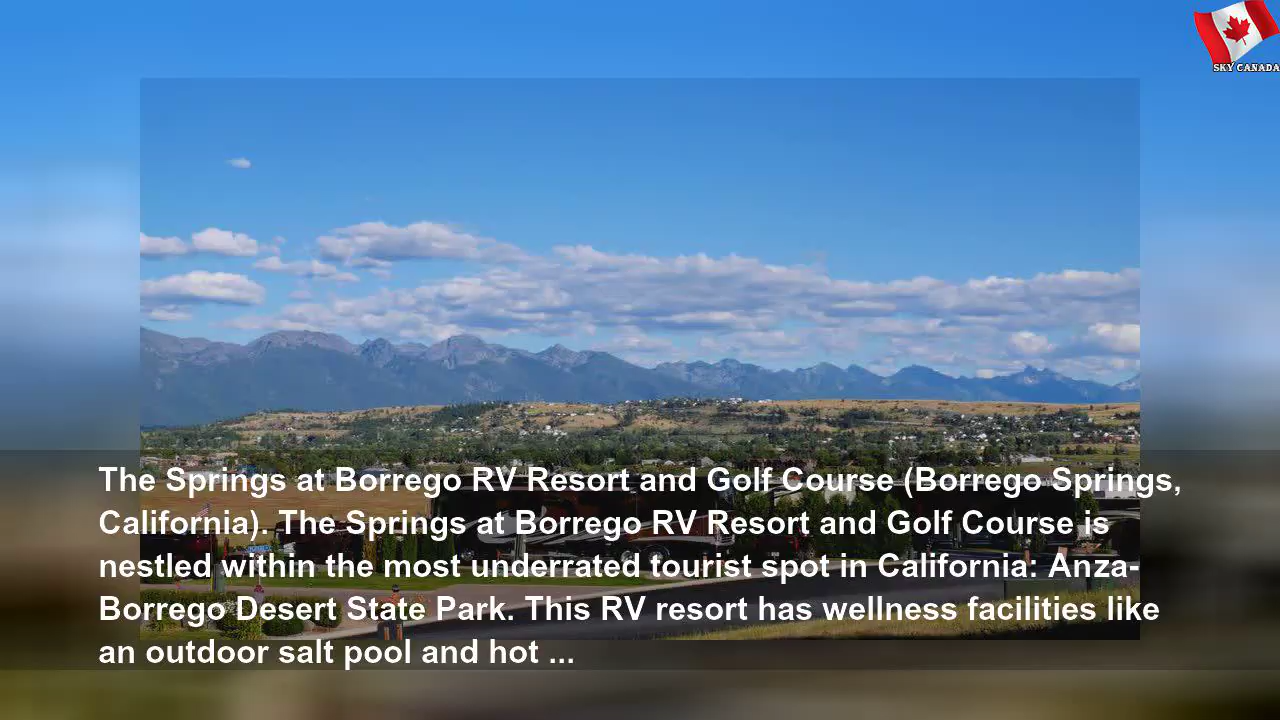 SKY CANADA
The Springs at Borrego RV Resort and Golf Course (Borrego Springs,
California). The Springs at Borrego RV Resort and Golf Course is
nestled within the most underrated tourist spot in California: Anza-
Borrego Desert State Park. This RV resort has wellness facilities like
an outdoor salt pool and hot ...